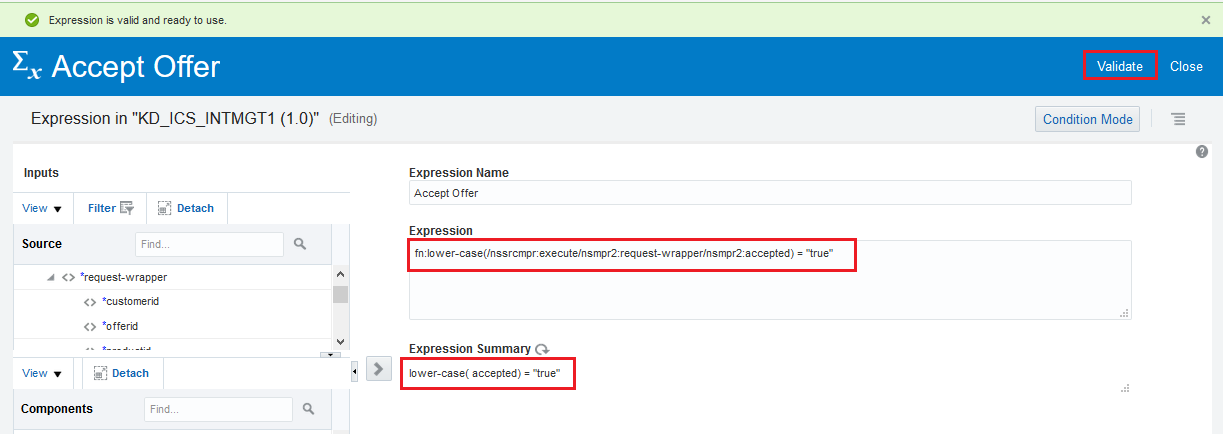 Expression is valid and ready to use.
Σx Accept Offer
Validate Close
Expression in "KD_ICS_INTMGT1 (1.0)" (Editing)
Condition Mode
Inputs
View Filter Detach
Source Find...
<> *request-wrapper
<> *customerid
<> *offerid
View Detach
Components Find...
Expression Name
Accept Offer
Expression
fn:lower-case(/nssrcmpr:execute/nsmpr2:request-wrapper/nsmpr2:accepted) = "true"
Expression Summary
lower-case( accepted) = "true"